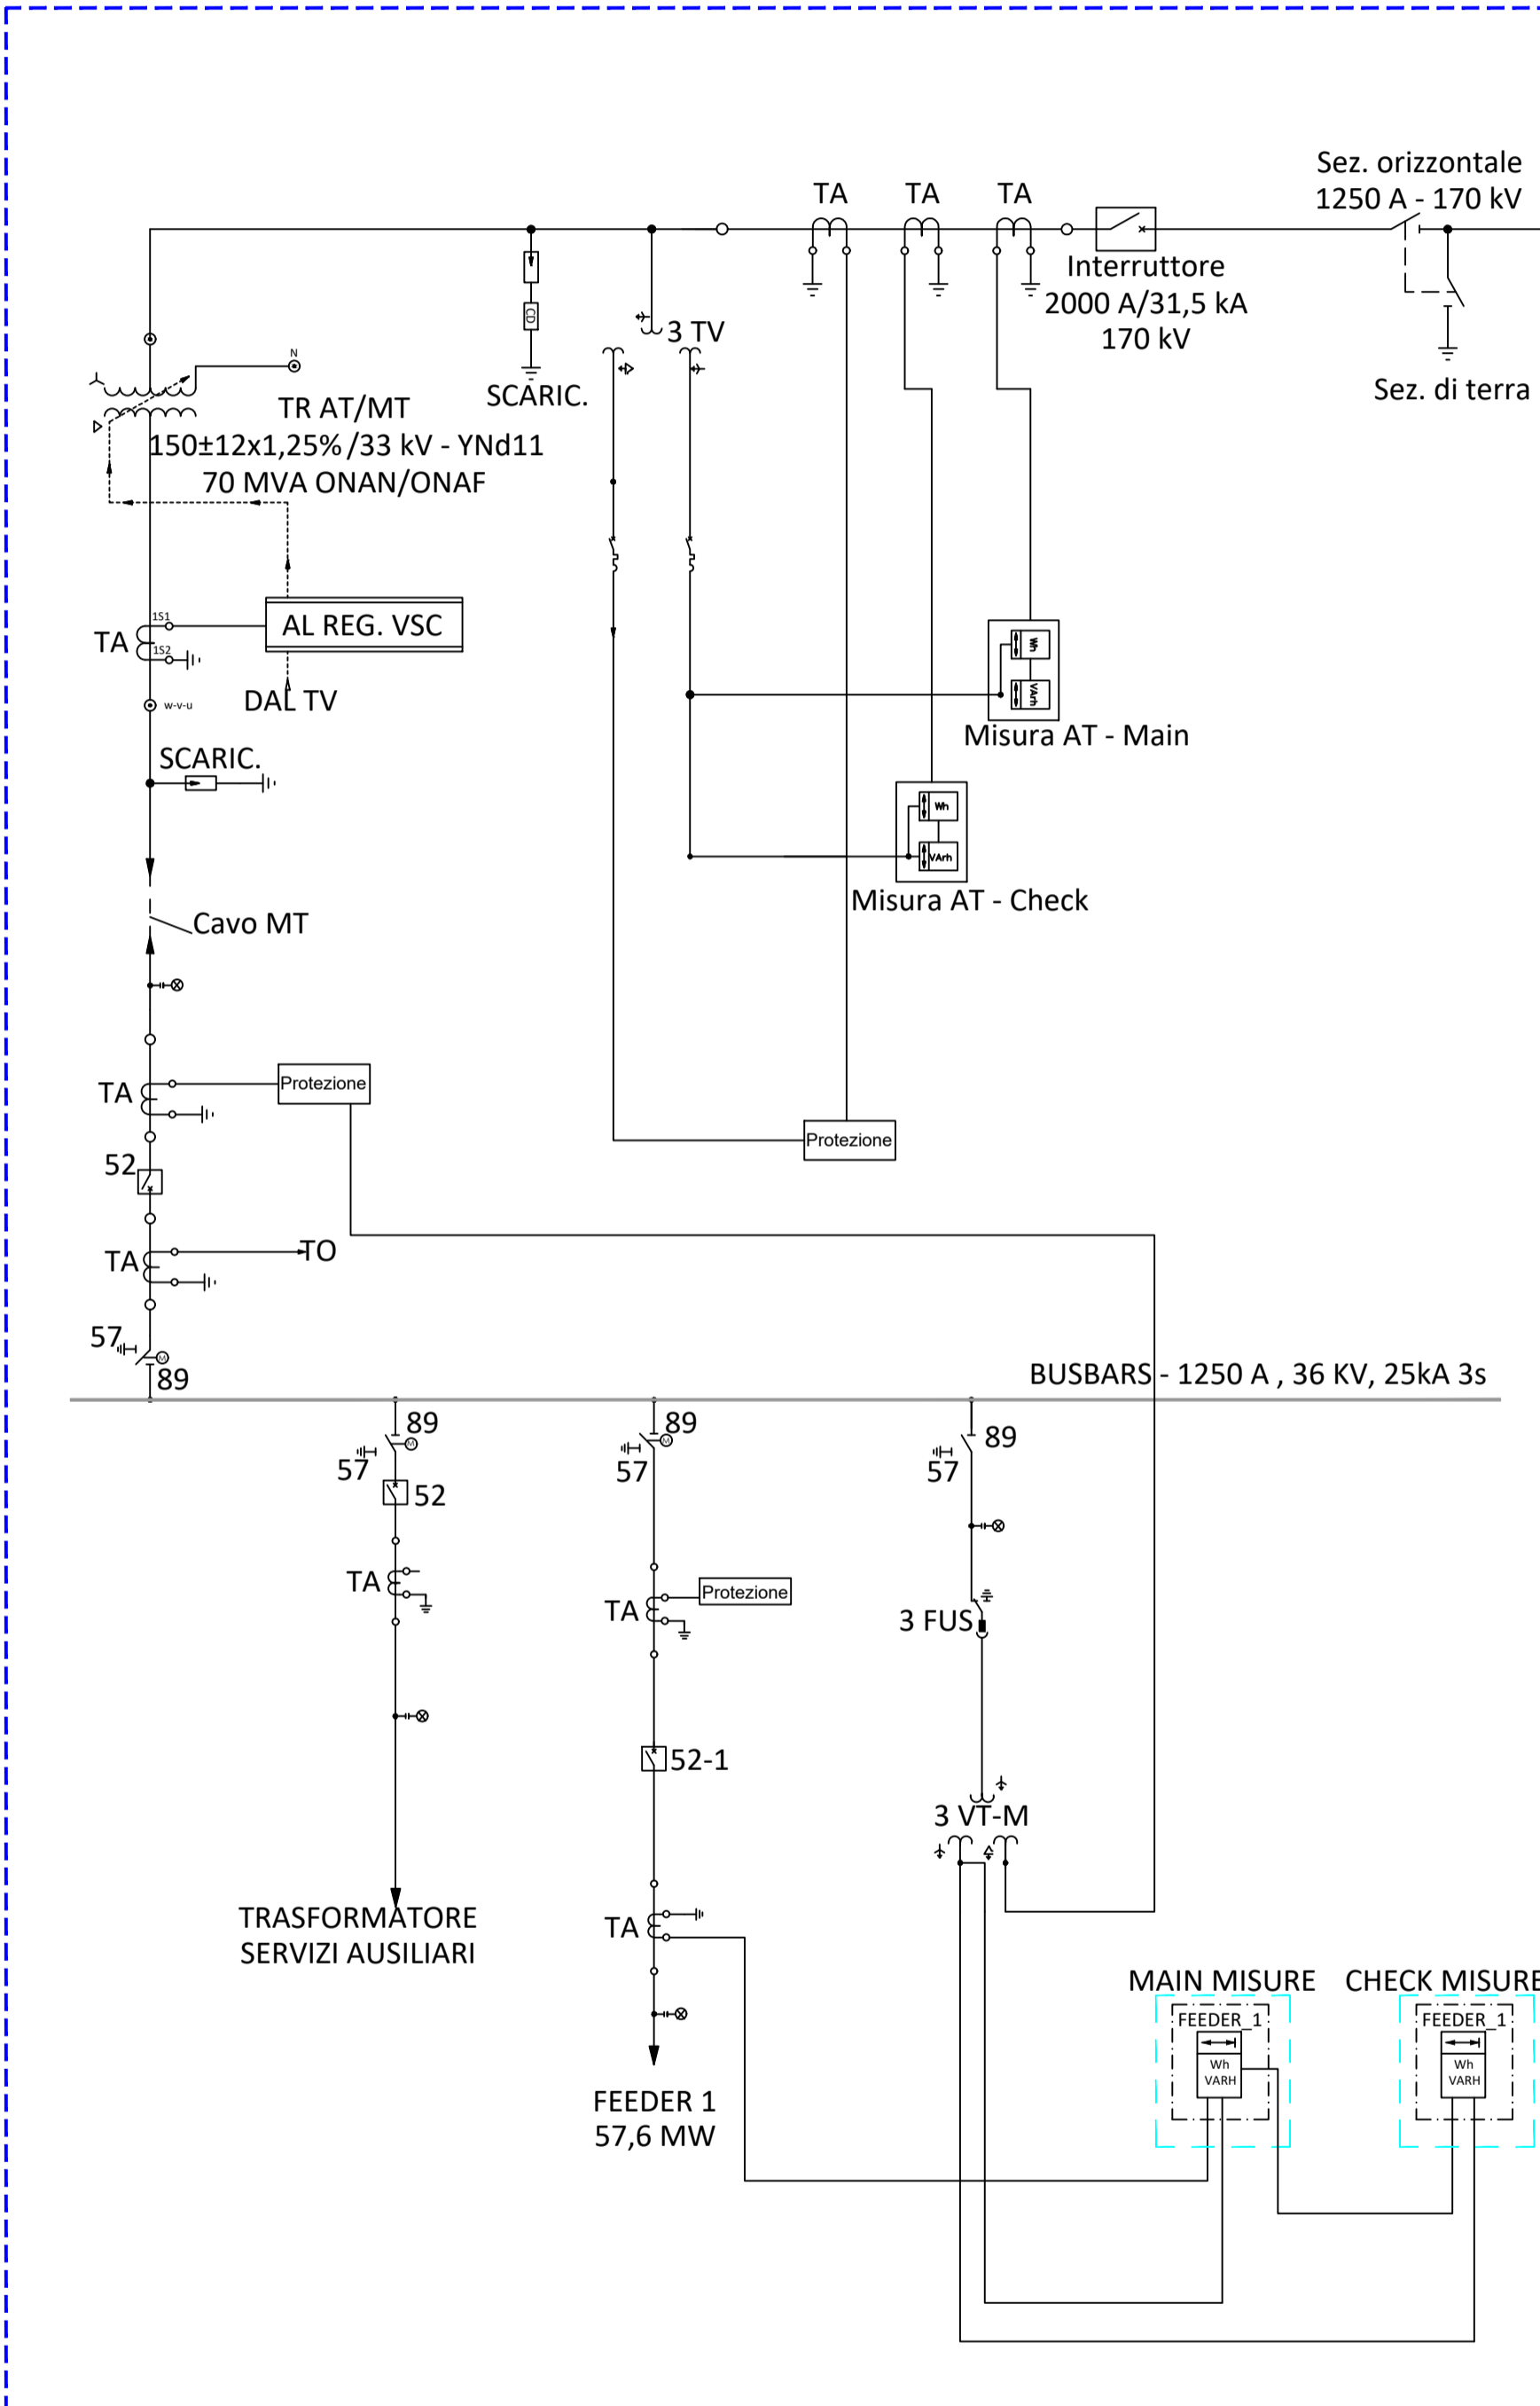 Sez. orizzontale
1250 A - 170 kV
TA
TA
TA
Interruttore
2000 A/31,5 kA
170 kV
Sez. di terra
3 TV
CD
SCARIC.
N
TR AT/MT
150±12x1,25%/33 kV - YNd11
70 MVA ONAN/ONAF
1S1
TA
1S2
AL REG. VSC
w-v-u
DAL TV
Wh
VArh
Misura AT - Main
SCARIC.
Wh
VArh
Misura AT - Check
Cavo MT
TA
Protezione
Protezione
52
TA
TO
57
M
89
BUSBARS - 1250 A , 36 KV, 25kA 3s
89
M
57
52
TA
89
M
57
TA
Protezione
89
57
3 FUS
52-1
3 VT-M
TRASFORMATORE
SERVIZI AUSILIARI
TA
FEEDER 1
57,6 MW
MAIN MISURE
FEEDER_1
Wh
VARH
CHECK MISURE
FEEDER_1
Wh
VARH